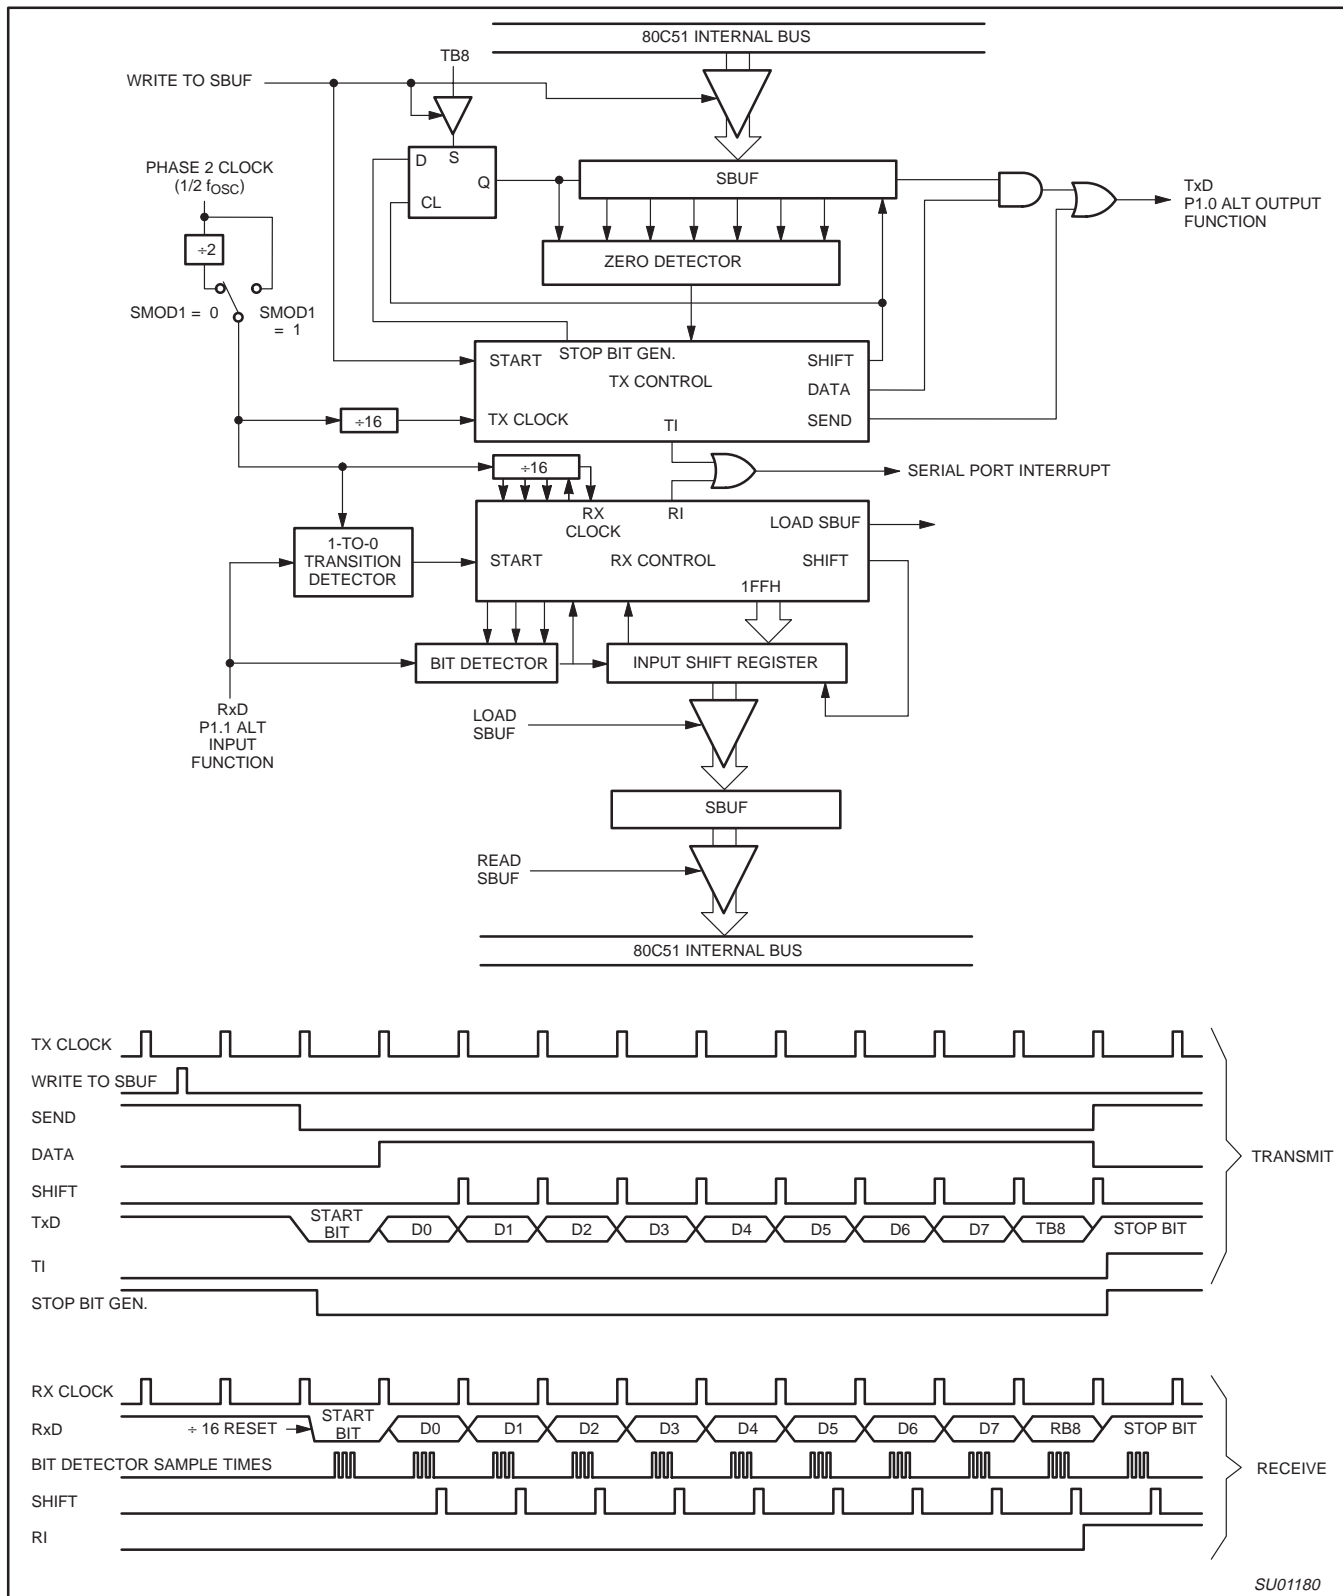 80C51 INTERNAL BUS
TB8
WRITE TO SBUF
D
S
Q
CL
SBUF
TxD
P1.0 ALT OUTPUT
FUNCTION
PHASE 2 CLOCK
(1/2 fOSC)
÷2
ZERO DETECTOR
SMOD1 = 0
SMOD1
= 1
START
STOP BIT GEN.
SHIFT
TX CONTROL
DATA
TX CLOCK
TI
SEND
÷16
÷16
SERIAL PORT INTERRUPT
RX
CLOCK
RI
LOAD SBUF
1-TO-0
TRANSITION
DETECTOR
START
RX CONTROL
SHIFT
1FFH
BIT DETECTOR
INPUT SHIFT REGISTER
RxD
P1.1 ALT
INPUT
FUNCTION
LOAD
SBUF
SBUF
READ
SBUF
80C51 INTERNAL BUS
TX CLOCK
WRITE TO SBUF
SEND
DATA
TRANSMIT
SHIFT
TxD
START
BIT
D0 D1 D2 D3 D4 D5 D6 D7 TB8 STOP BIT
TI
STOP BIT GEN.
RX CLOCK
RxD
÷ 16 RESET
START
BIT
D0 D1 D2 D3 D4 D5 D6 D7 RB8 STOP BIT
BIT DETECTOR SAMPLE TIMES
RECEIVE
SHIFT
RI
SU01180